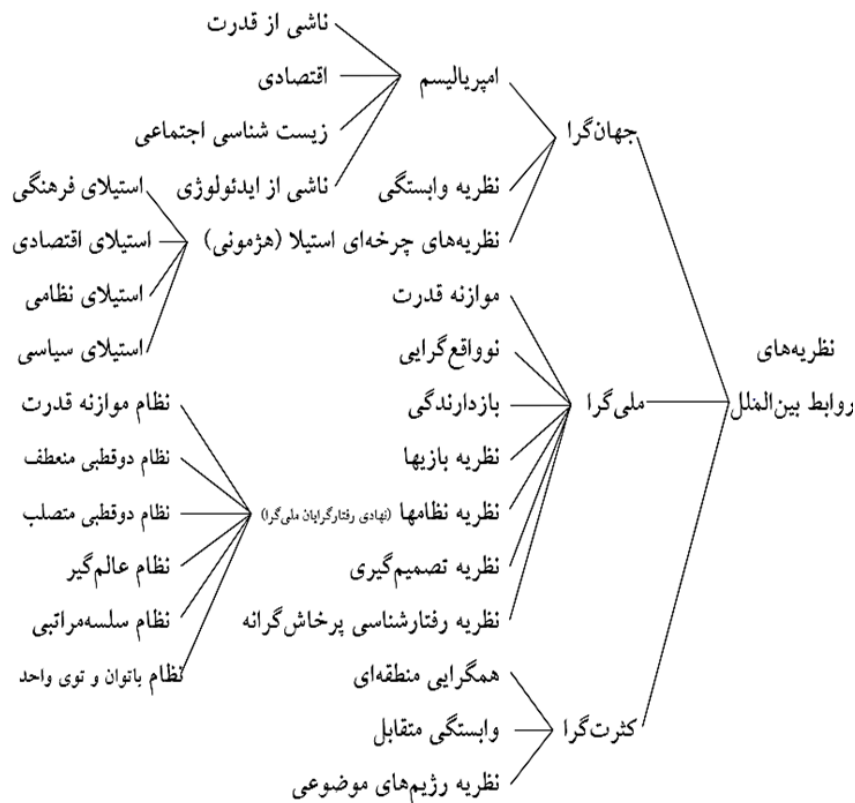 نظریه‌های
روابط بین‌الملل
جهان‌گرا
امپریالیسم
ناشی از قدرت
اقتصادی
زیست شناسی اجتماعی
ناشی از ایدئولوژی
نظریه وابستگی
نظریه‌های چرخه‌ای استیلا (هژمونی)
استیلای فرهنگی
استیلای اقتصادی
استیلای نظامی
استیلای سیاسی
ملی‌گرا
موازنه قدرت
نوواقع‌گرایی
بازدارندگی
نظریه بازیها
نظریه نظامها (نهادی رفتارگرایان ملی‌گرا)
نظام موازنه قدرت
نظام دوقطبی منعطف
نظام دوقطبی متصلب
نظام عالم‌گیر
نظام سلسه‌مراتبی
نظام باتوان و توی واحد
نظریه تصمیم‌گیری
نظریه رفتارشناسی پرخاش‌گرانه
کثرت‌گرا
همگرایی منطقه‌ای
وابستگی متقابل
نظریه رژیم‌های موضوعی